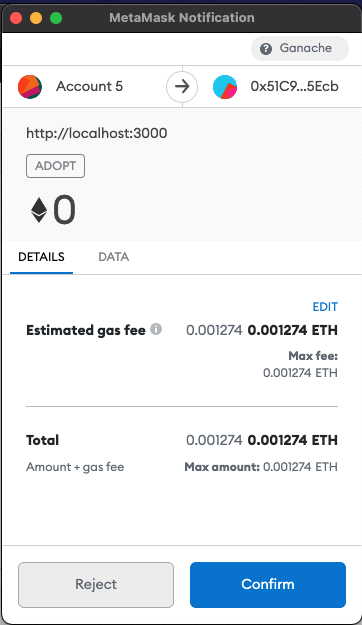 MetaMask Notification
? Ganache
Account 5 0x51C9...5Ecb
http://localhost:3000
ADOPT
0
DETAILS DATA
EDIT
Estimated gas fee i 0.001274 0.001274 ETH
Max fee:
0.001274 ETH
Total 0.001274 0.001274 ETH
Amount + gas fee Max amount: 0.001274 ETH
Reject Confirm